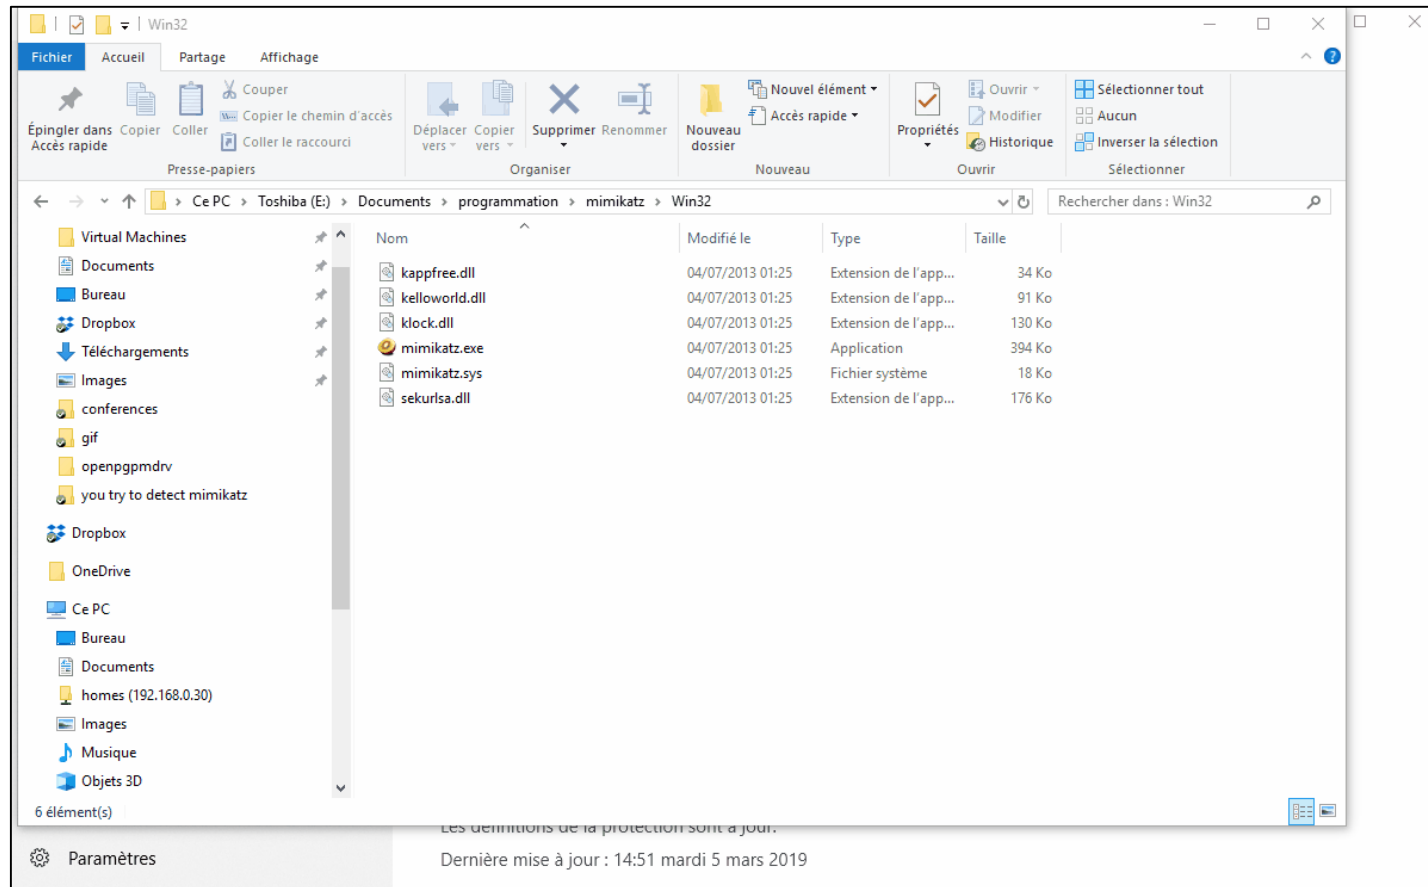 Win32
Fichier Accueil Partage Affichage
Épingler dans Accès rapide
Copier
Coller
Couper
Copier le chemin d'accès
Coller le raccourci
Presse-papiers
Déplacer vers
Copier vers
Supprimer
Renommer
Organiser
Nouveau dossier
Nouvel élément
Accès rapide
Nouveau
Propriétés
Ouvrir
Modifier
Historique
Ouvrir
Sélectionner tout
Aucun
Inverser la sélection
Sélectionner
Ce PC > Toshiba (E:) > Documents > programmation > mimikatz > Win32
Rechercher dans : Win32
Virtual Machines
Documents
Bureau
Dropbox
Téléchargements
Images
conferences
gif
openpgpmdrv
you try to detect mimikatz
Dropbox
OneDrive
Ce PC
Bureau
Documents
homes (192.168.0.30)
Images
Musique
Objets 3D
Nom Modifié le Type Taille
kappfree.dll 04/07/2013 01:25 Extension de l'app... 34 Ko
kelloworld.dll 04/07/2013 01:25 Extension de l'app... 91 Ko
klock.dll 04/07/2013 01:25 Extension de l'app... 130 Ko
mimikatz.exe 04/07/2013 01:25 Application 394 Ko
mimikatz.sys 04/07/2013 01:25 Fichier système 18 Ko
sekurlsa.dll 04/07/2013 01:25 Extension de l'app... 176 Ko
6 élément(s)
Les définitions de la protection sont à jour.
Paramètres
Dernière mise à jour : 14:51 mardi 5 mars 2019